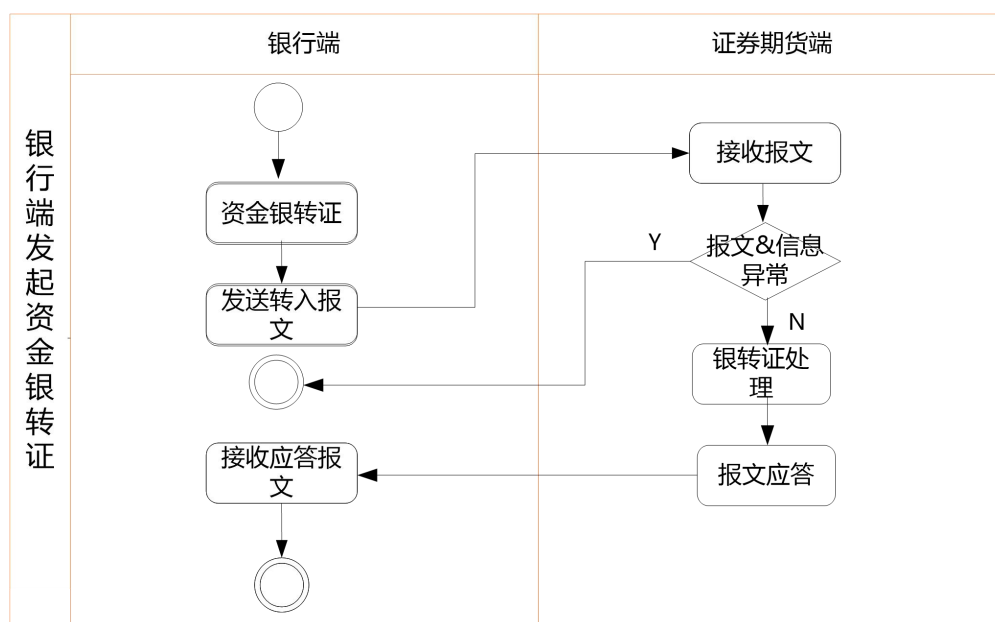 银行端
证券期货端
银行端发起资金银转证
资金银转证
发送转入报
文
接收报文
报文&信息
异常
Y
N
银转证处
理
报文应答
接收应答报
文